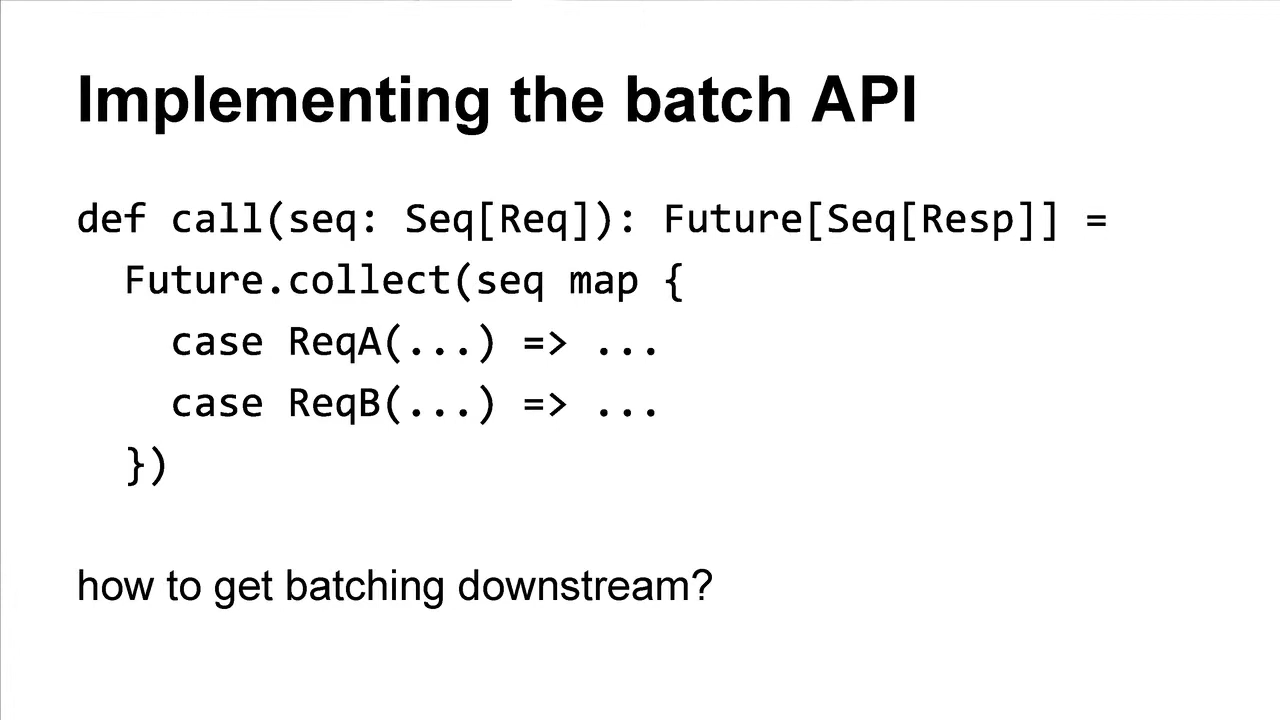 Implementing the batch API
def call(seq: Seq[Req]): Future[Seq[Resp]] =
Future.collect(seq map {
case ReqA(...) => ...
case ReqB(...) => ...
})
how to get batching downstream?